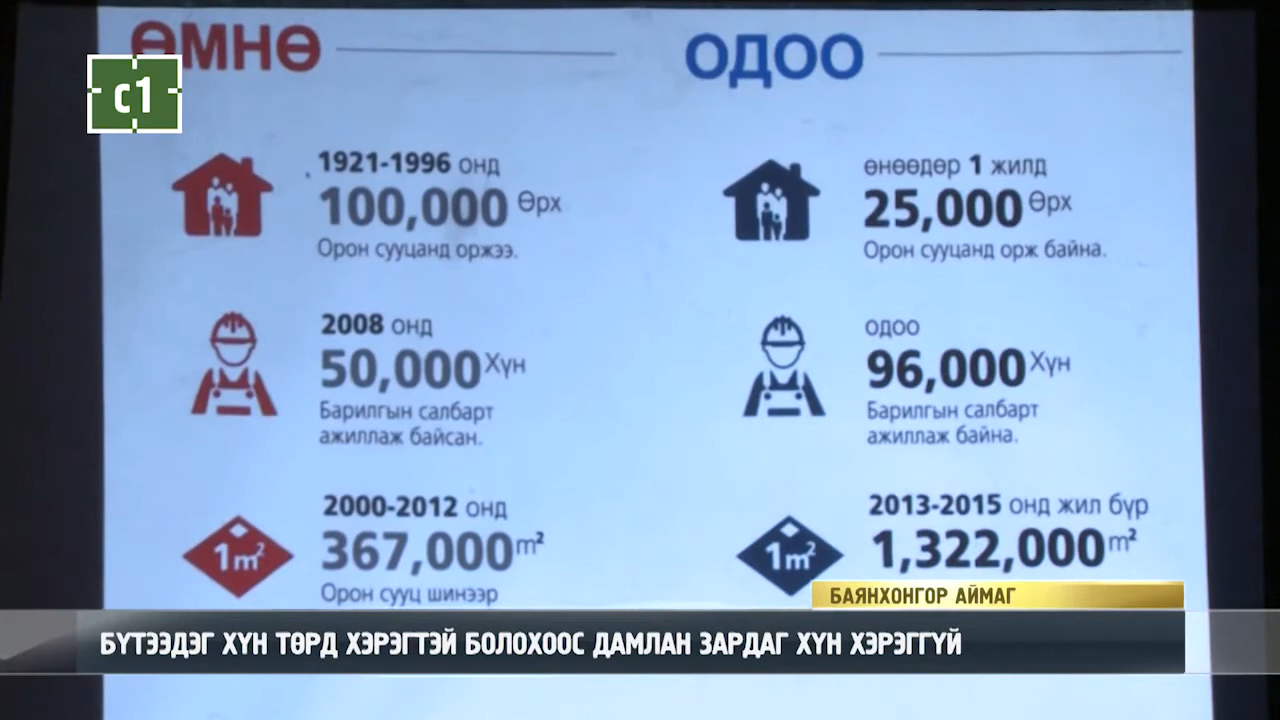 ӨМНӨ
с1
1921-1996 онд
100,000 Өрх
Орон сууцанд оржээ.
2008 онд
50,000 Хүн
Барилгын салбарт
ажиллаж байсан.
2000-2012 онд
1м²
367,000 m²
Орон сууц шинээр
ОДОО
өнөөдөр 1 жилд
25,000 Өрх
Орон сууцанд орж байна.
одоо
96,000 Хүн
Барилгын салбарт
ажиллаж байна.
2013-2015 онд жил бүр
1м²
1,322,000 m²
БАЯНХОНГОР АЙМАГ
БҮТЭЭДЭГ ХҮН ТӨРД ХЭРЭГТЭЙ БОЛОХООС ДАМЛАН ЗАРДАГ ХҮН ХЭРЭГГҮЙ